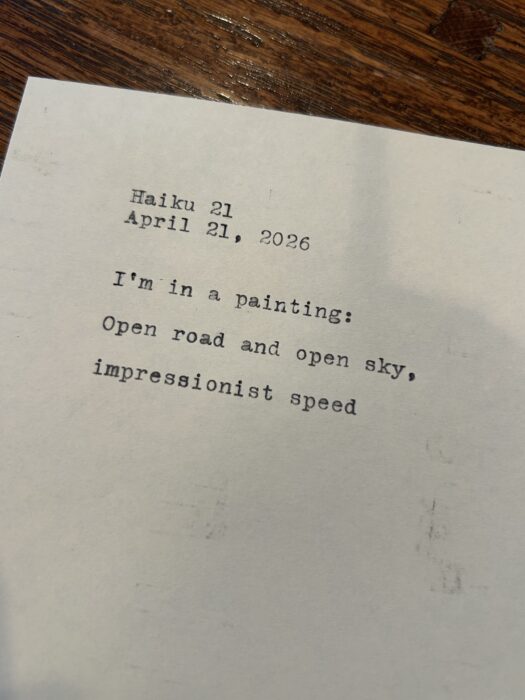 Haiku 21
April 21, 2026
I'm in a painting:
Open road and open sky,
impressionist speed